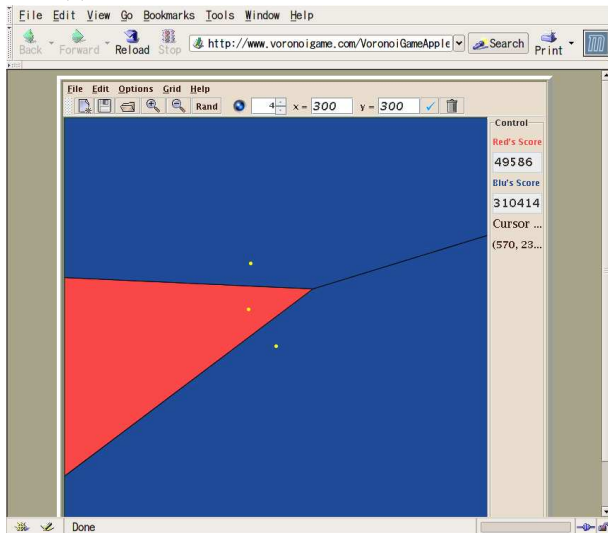 File Edit View Go Bookmarks Tools Window Help
Back Forward Reload Stop http://www.voronoigame.com/VoronoiGameApple Search Print
File Edit Options Grid Help
Rand 4 x = 300 y = 300
Control
Red's Score
49586
Blu's Score
310414
Cursor ...
(570, 23...
Done